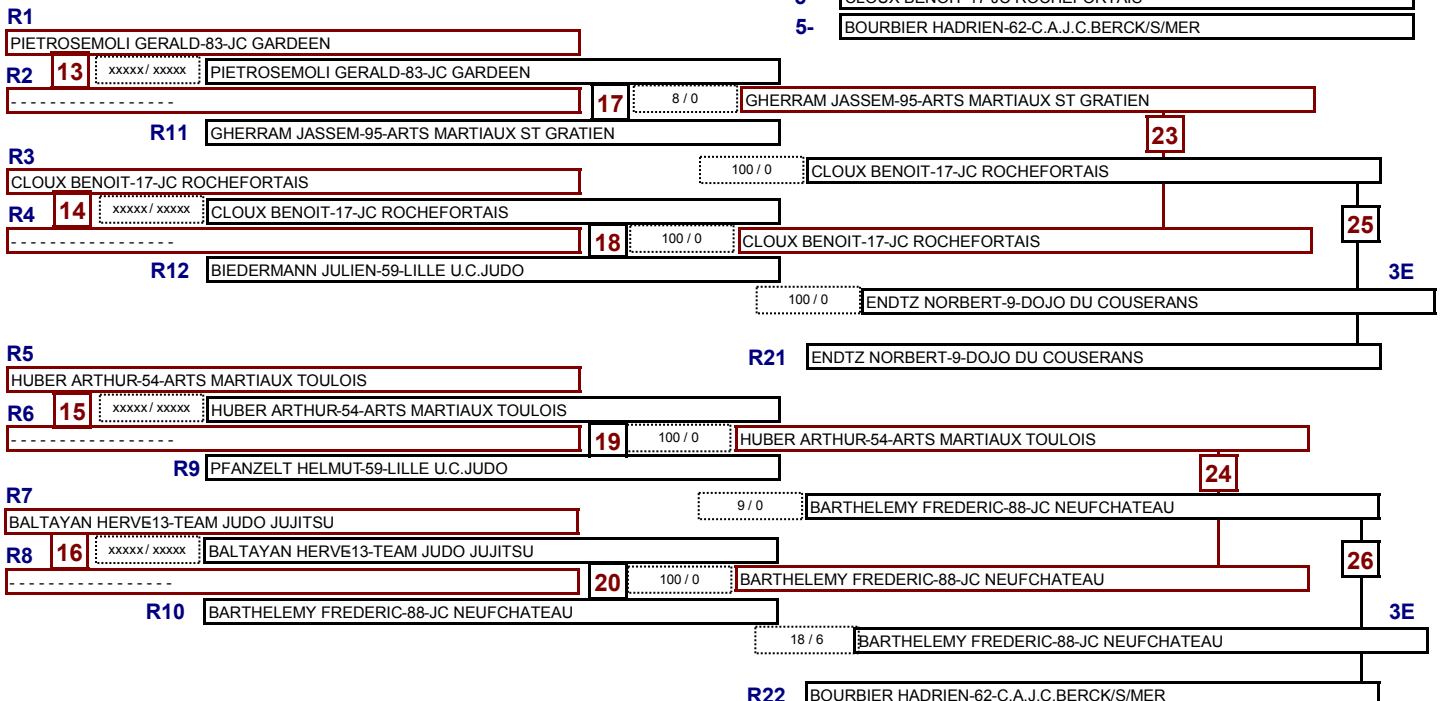 CLOUX BENOIT-17-JC ROCHEFORTAIS
R1
5- BOURBIER HADRIEN-62-C.A.J.C.BERCK/S/MER
PIETROSEMOLI GERALD-83-JC GARDEEN
R2 13 xxxxx / xxxxx PIETROSEMOLI GERALD-83-JC GARDEEN
- - - - - - - - - - - - - - - - - 17 8 / 0 GHERRAM JASSEM-95-ARTS MARTIAUX ST GRATIEN
R11 GHERRAM JASSEM-95-ARTS MARTIAUX ST GRATIEN 23
R3
100 / 0 CLOUX BENOIT-17-JC ROCHEFORTAIS
CLOUX BENOIT-17-JC ROCHEFORTAIS
R4 14 xxxxx / xxxxx CLOUX BENOIT-17-JC ROCHEFORTAIS 25
- - - - - - - - - - - - - - - - - 18 100 / 0 CLOUX BENOIT-17-JC ROCHEFORTAIS
R12 BIEDERMANN JULIEN-59-LILLE U.C.JUDO 3E
100 / 0 ENDTZ NORBERT-9-DOJO DU COUSERANS
R5 R21 ENDTZ NORBERT-9-DOJO DU COUSERANS
HUBER ARTHUR-54-ARTS MARTIAUX TOULOIS
R6 15 xxxxx / xxxxx HUBER ARTHUR-54-ARTS MARTIAUX TOULOIS
- - - - - - - - - - - - - - - - - 19 100 / 0 HUBER ARTHUR-54-ARTS MARTIAUX TOULOIS
R9 PFANZELT HELMUT-59-LILLE U.C.JUDO 24
R7
9 / 0 BARTHELEMY FREDERIC-88-JC NEUFCHATEAU
BALTAYAN HERVE13-TEAM JUDO JUJITSU
R8 16 xxxxx / xxxxx BALTAYAN HERVE13-TEAM JUDO JUJITSU 26
- - - - - - - - - - - - - - - - - 20 100 / 0 BARTHELEMY FREDERIC-88-JC NEUFCHATEAU
R10 BARTHELEMY FREDERIC-88-JC NEUFCHATEAU 3E
18 / 6 BARTHELEMY FREDERIC-88-JC NEUFCHATEAU
R22 BOURBIER HADRIEN-62-C.A.J.C.BERCK/S/MER